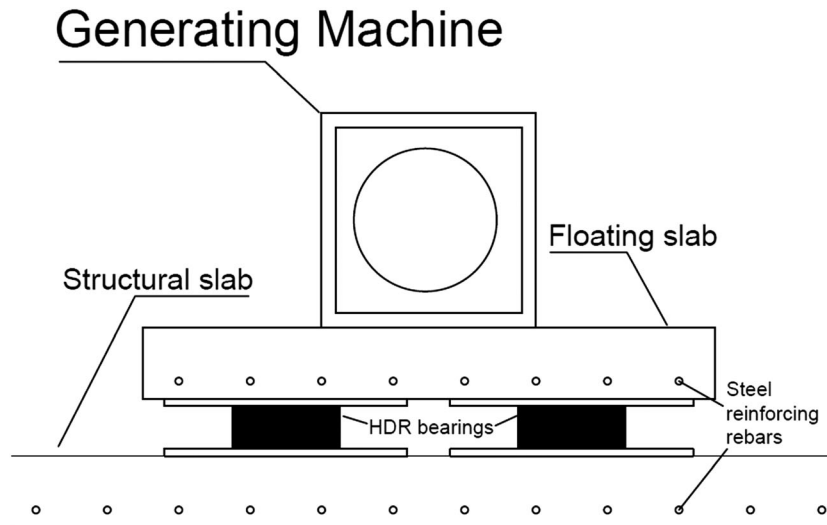 Generating Machine
Floating slab
Structural slab
HDR bearings
Steel
reinforcing
rebars